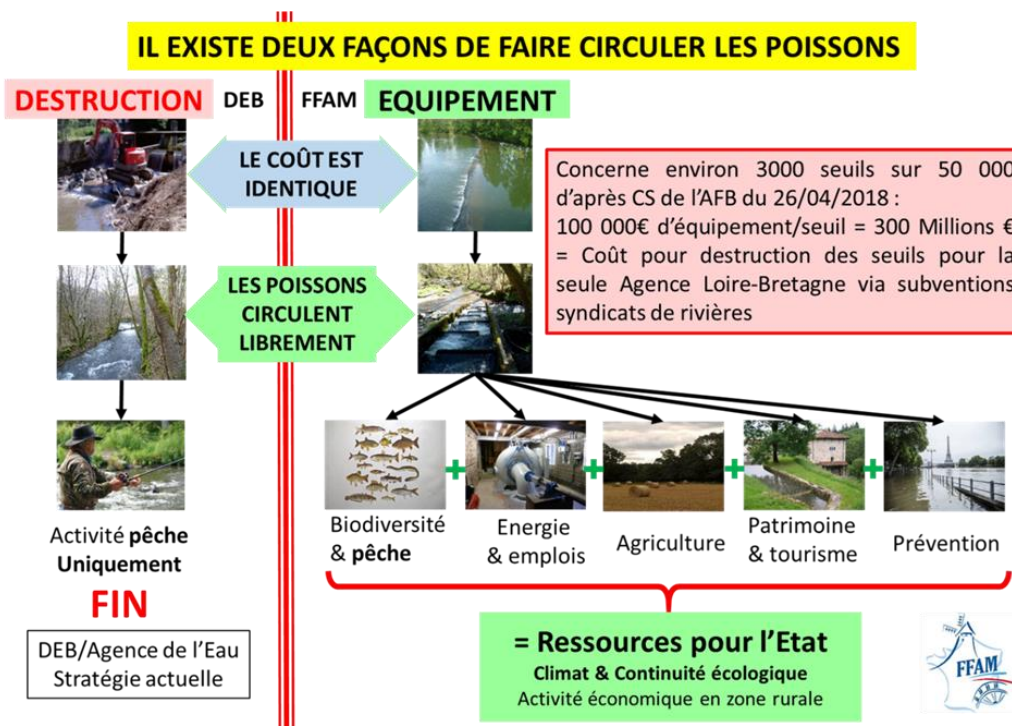 IL EXISTE DEUX FAÇONS DE FAIRE CIRCULER LES POISSONS
DESTRUCTION
DEB
FFAM
EQUIPEMENT
LE COÛT EST
IDENTIQUE
Concerne environ 3000 seuils sur 50 000
d’après CS de l’AFB du 26/04/2018 :
100 000€ d’équipement/seuil = 300 Millions €
= Coût pour destruction des seuils pour la
seule Agence Loire-Bretagne via subventions
syndicats de rivières
LES POISSONS
CIRCULENT
LIBREMENT
Activité pêche
Uniquement
FIN
DEB/Agence de l’Eau
Stratégie actuelle
Biodiversité
& pêche
+
Energie
& emplois
+
Agriculture
+
Patrimoine
& tourisme
+
Prévention
= Ressources pour l’Etat
Climat & Continuité écologique
Activité économique en zone rurale
FFAM